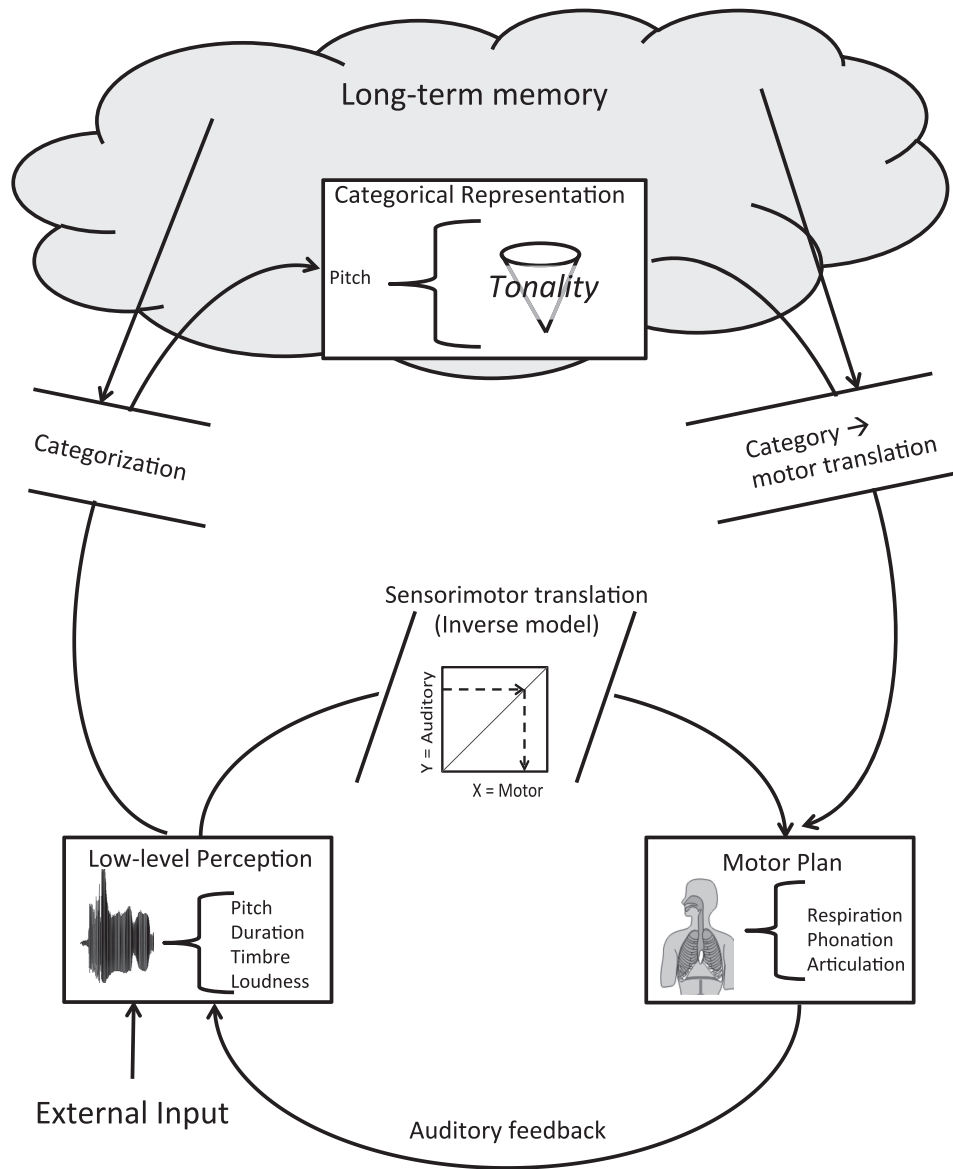 Long-term memory
Categorical Representation
Pitch
Tonality
Categorization
Category →
motor translation
Sensorimotor translation
(Inverse model)
Y = Auditory
X = Motor
Low-level Perception
Pitch
Duration
Timbre
Loudness
Motor Plan
Respiration
Phonation
Articulation
External Input
Auditory feedback